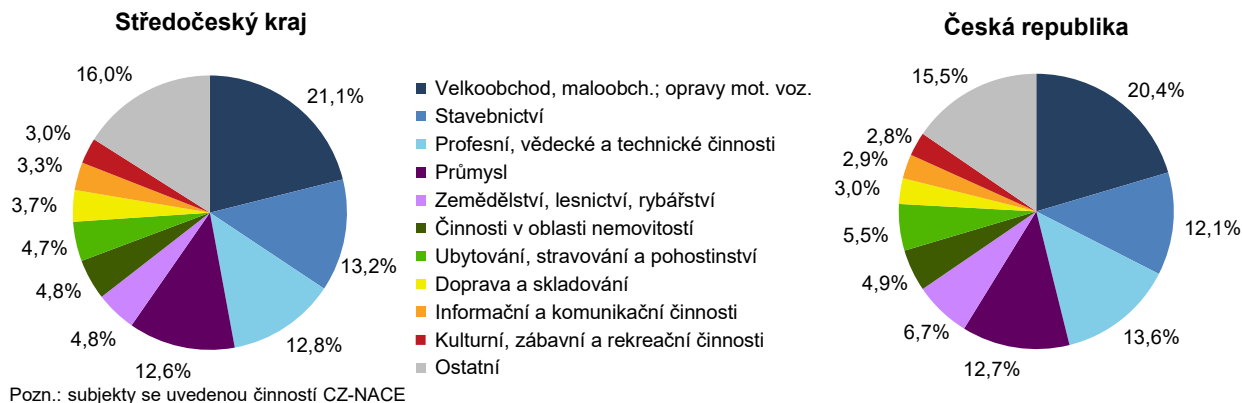 Středočeský kraj
21,1%
13,2%
12,8%
12,6%
4,8%
4,8%
4,7%
3,7%
3,3%
3,0%
16,0%
Velkoobchod, maloobch.; opravy mot. voz.
Stavebnictví
Profesní, vědecké a technické činnosti
Průmysl
Zemědělství, lesnictví, rybářství
Činnosti v oblasti nemovitostí
Ubytování, stravování a pohostinství
Doprava a skladování
Informační a komunikační činnosti
Kulturní, zábavní a rekreační činnosti
Ostatní
Česká republika
20,4%
12,1%
13,6%
12,7%
6,7%
4,9%
5,5%
3,0%
2,9%
2,8%
15,5%
Pozn.: subjekty se uvedenou činností CZ-NACE